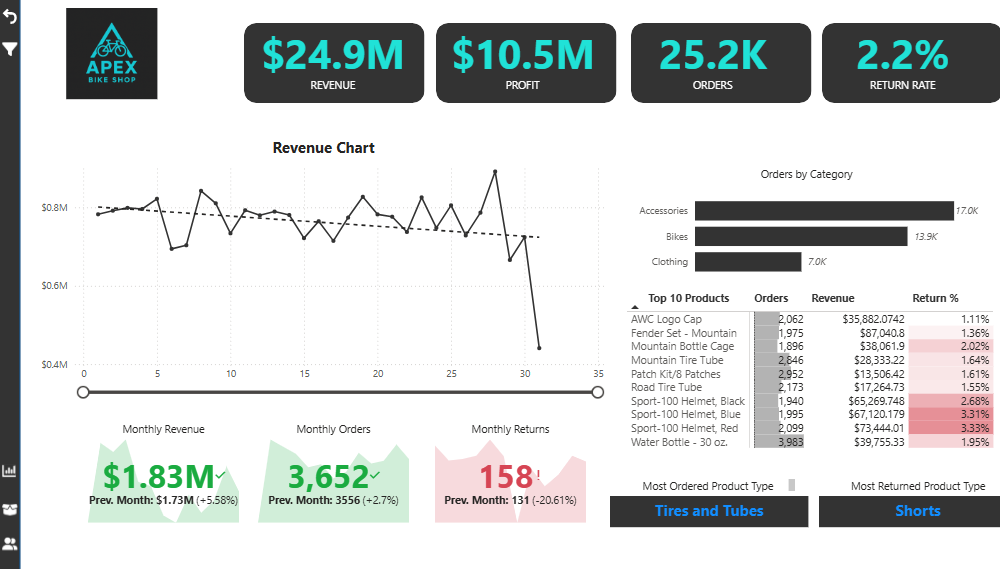 APEX
BIKE SHOP
$24.9M
REVENUE
$10.5M
PROFIT
25.2K
ORDERS
2.2%
RETURN RATE
Revenue Chart
$0.8M
$0.6M
$0.4M
0 5 10 15 20 25 30 35
Orders by Category
Accessories 17.0K
Bikes 13.9K
Clothing 7.0K
Top 10 Products Orders Revenue Return %
AWC Logo Cap 2,062 $35,882.0742 1.11%
Fender Set - Mountain 1,975 $87,040.8 1.36%
Mountain Bottle Cage 1,896 $38,061.9 2.02%
Mountain Tire Tube 2,846 $28,333.22 1.64%
Patch Kit/8 Patches 2,952 $13,506.42 1.61%
Road Tire Tube 2,173 $17,264.73 1.55%
Sport-100 Helmet, Black 1,940 $65,269.748 2.68%
Sport-100 Helmet, Blue 1,995 $67,120.179 3.31%
Sport-100 Helmet, Red 2,099 $73,444.01 3.33%
Water Bottle - 30 oz. 3,983 $39,755.33 1.95%
Monthly Revenue
$1.83M✓
Prev. Month: $1.73M (+5.58%)
Monthly Orders
3,652✓
Prev. Month: 3556 (+2.7%)
Monthly Returns
158!
Prev. Month: 131 (-20.61%)
Most Ordered Product Type
Tires and Tubes
Most Returned Product Type
Shorts